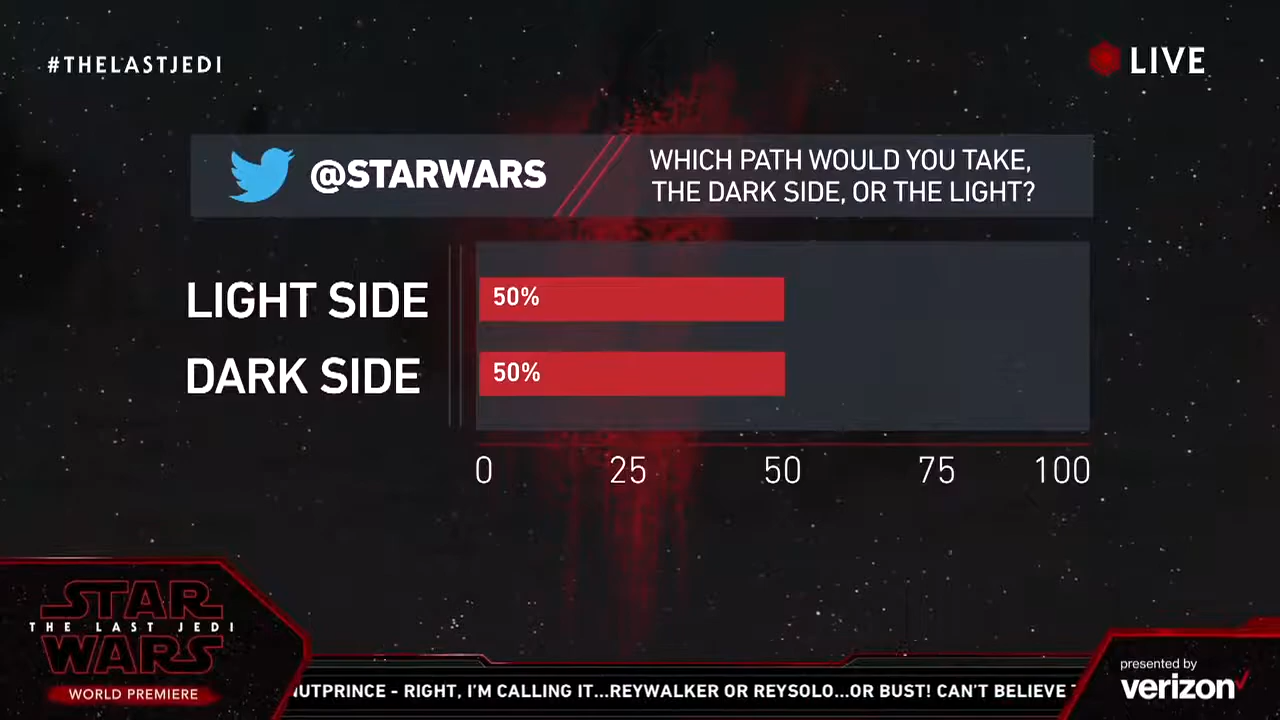 #THELASTJEDI
LIVE
@STARWARS
WHICH PATH WOULD YOU TAKE,
THE DARK SIDE, OR THE LIGHT?
LIGHT SIDE
50%
DARK SIDE
50%
0 25 50 75 100
STAR
THE LAST JEDI
WARS
WORLD PREMIERE
UTPRINCE - RIGHT, I'M CALLING IT...REYWALKER OR REYSOLO...OR BUST! CAN'T BELIEVE
presented by
verizon